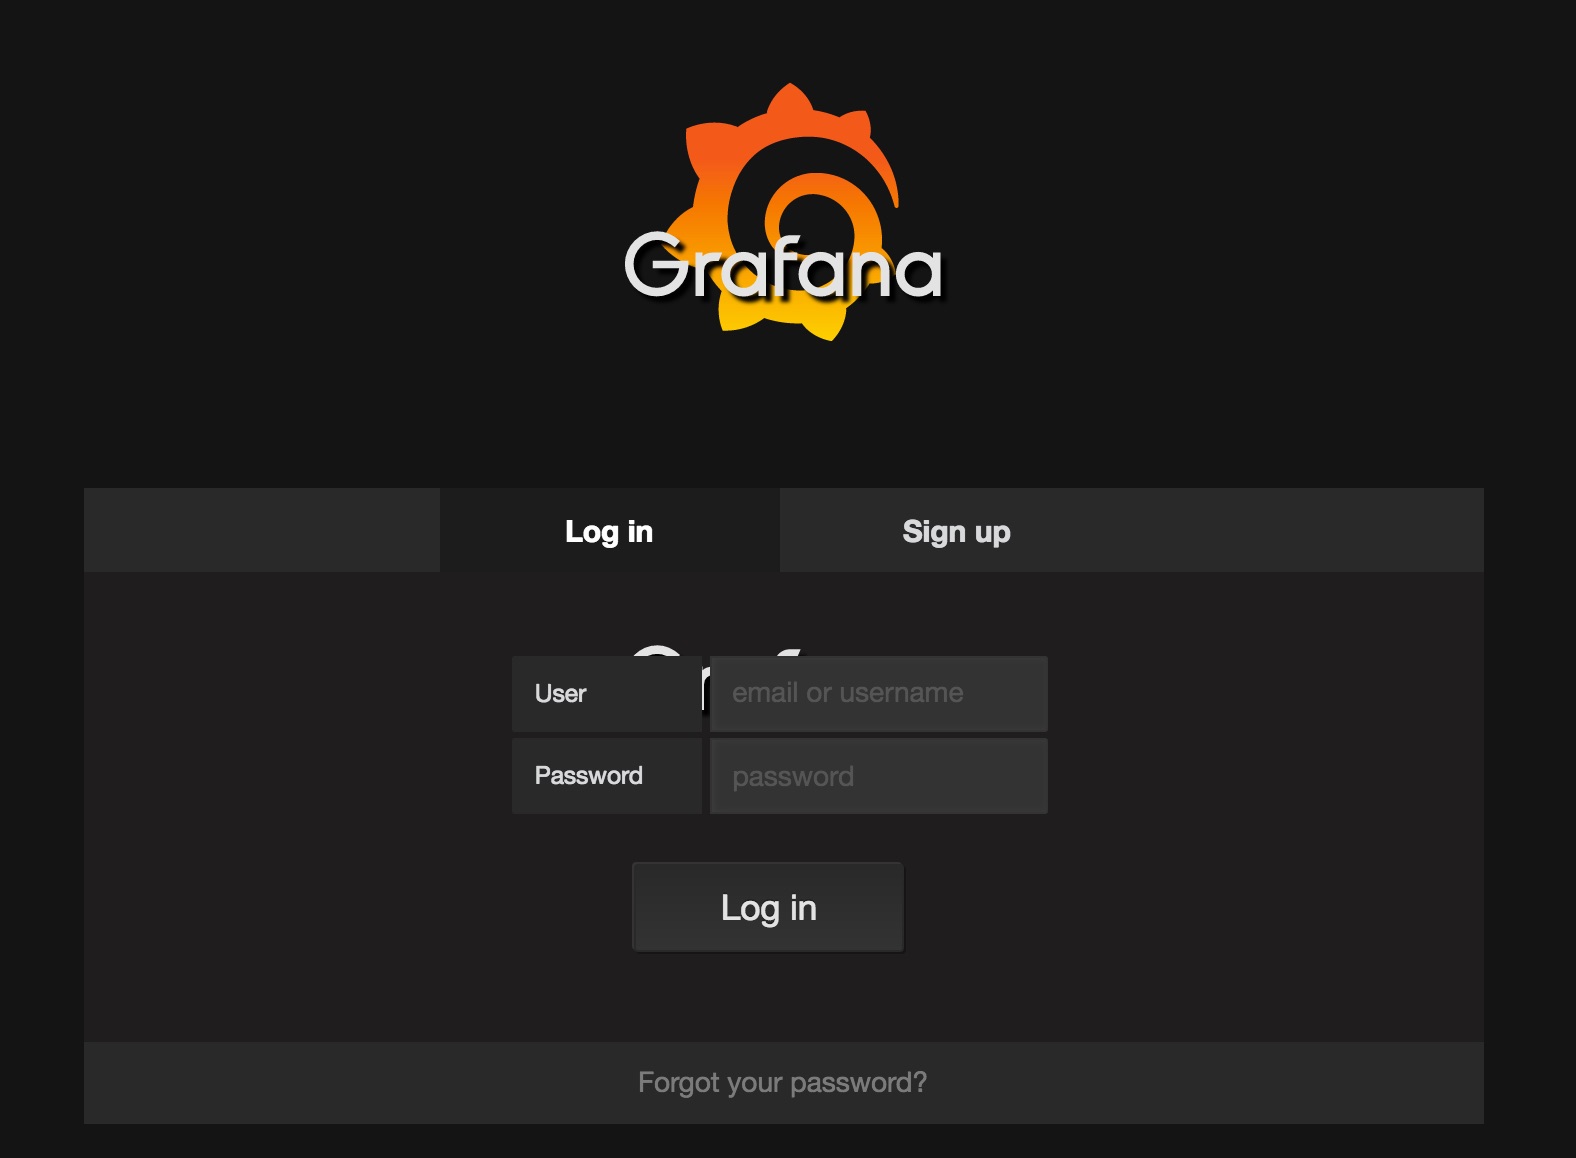 Grafana
Log in Sign up
User email or username
Password password
Log in
Forgot your password?